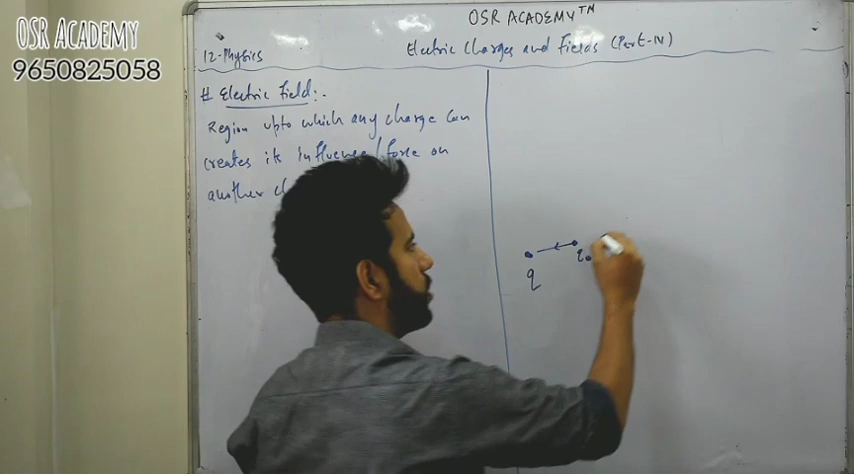 OSR ACADEMY
9650825058
OSR ACADEMY™
12-Physics
Electric Charges and Fields (Part-IV)
# Electric Field:-
Region upto which any charge can
creates its influence/force on
another
q
q₀